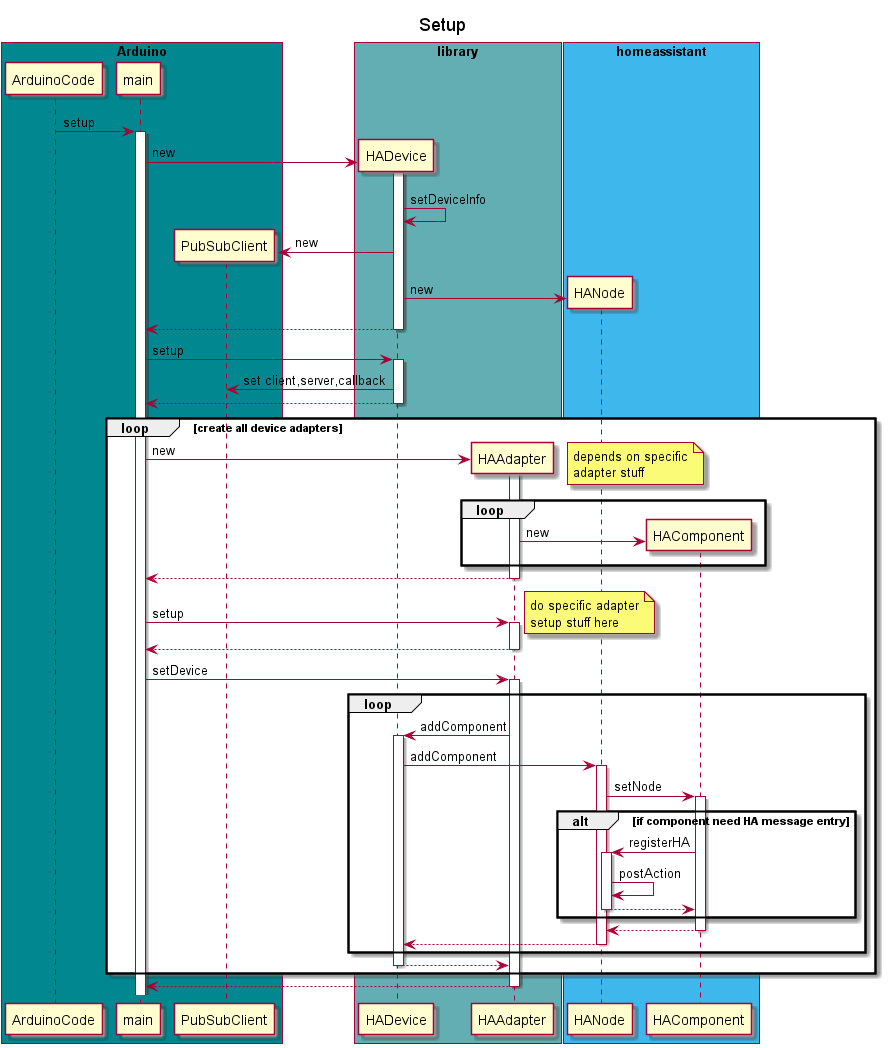 Setup
Arduino
library
homeassistant
ArduinoCode
main
setup
new
HADevice
setDeviceInfo
PubSubClient
new
new
HANode
setup
set client,server,callback
loop
[create all device adapters]
new
HAAdapter
depends on specific
adapter stuff
loop
new
HAComponent
setup
do specific adapter
setup stuff here
setDevice
loop
addComponent
addComponent
setNode
alt
[if component need HA message entry]
registerHA
postAction
ArduinoCode
main
PubSubClient
HADevice
HAAdapter
HANode
HAComponent